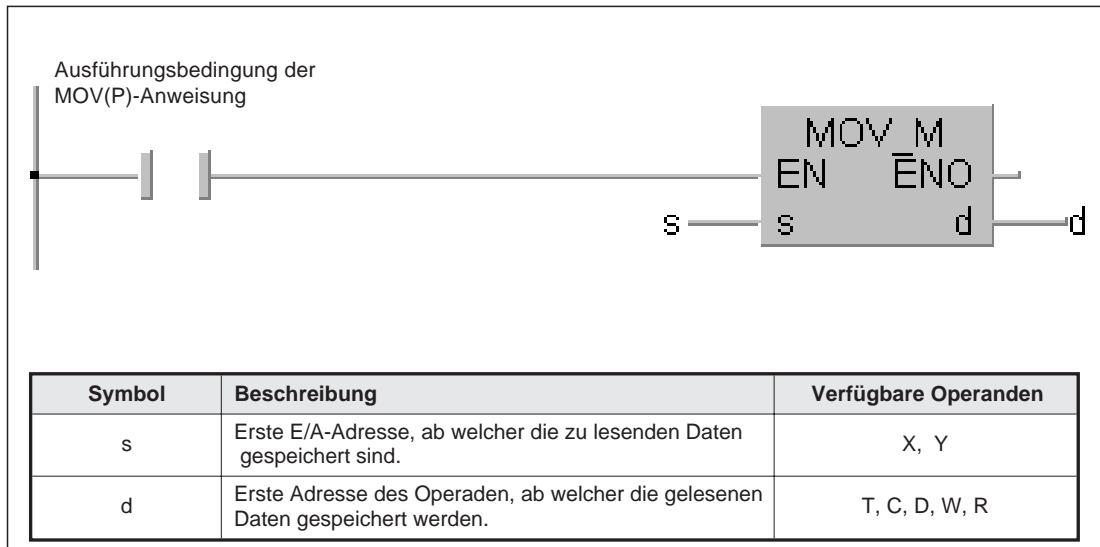 Ausführungsbedingung der
MOV(P)-Anweisung
MOV_M
EN ENO
s s d d
Symbol Beschreibung Verfügbare Operanden
s Erste E/A-Adresse, ab welcher die zu lesenden Daten X, Y
gespeichert sind.
d Erste Adresse des Operaden, ab welcher die gelesenen T, C, D, W, R
Daten gespeichert werden.